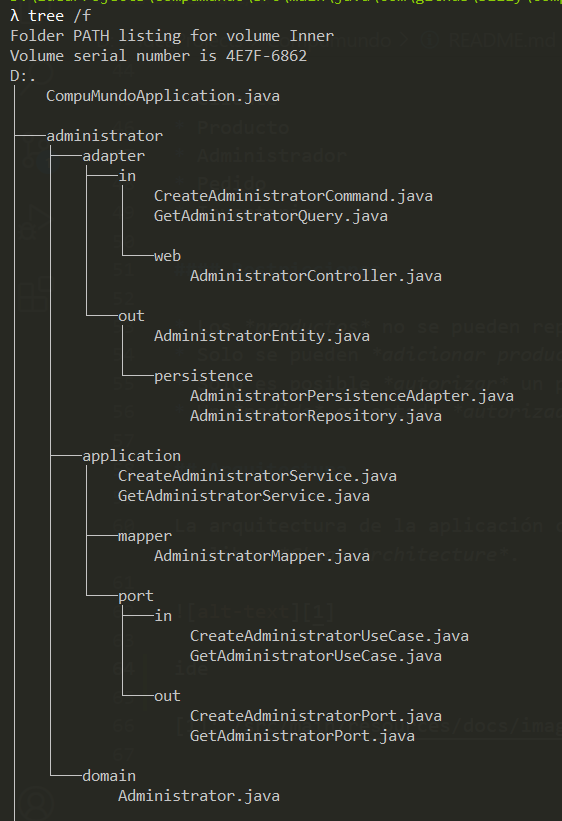 λ tree /f
Folder PATH listing for volume Inner
Volume serial number is 4E7F-6862
D:.
CompuMundoApplication.java
administrator
adapter
in
CreateAdministratorCommand.java
GetAdministratorQuery.java
web
AdministratorController.java
out
AdministratorEntity.java
persistence
AdministratorPersistenceAdapter.java
AdministratorRepository.java
application
CreateAdministratorService.java
GetAdministratorService.java
mapper
AdministratorMapper.java
port
in
CreateAdministratorUseCase.java
GetAdministratorUseCase.java
out
CreateAdministratorPort.java
GetAdministratorPort.java
domain
Administrator.java